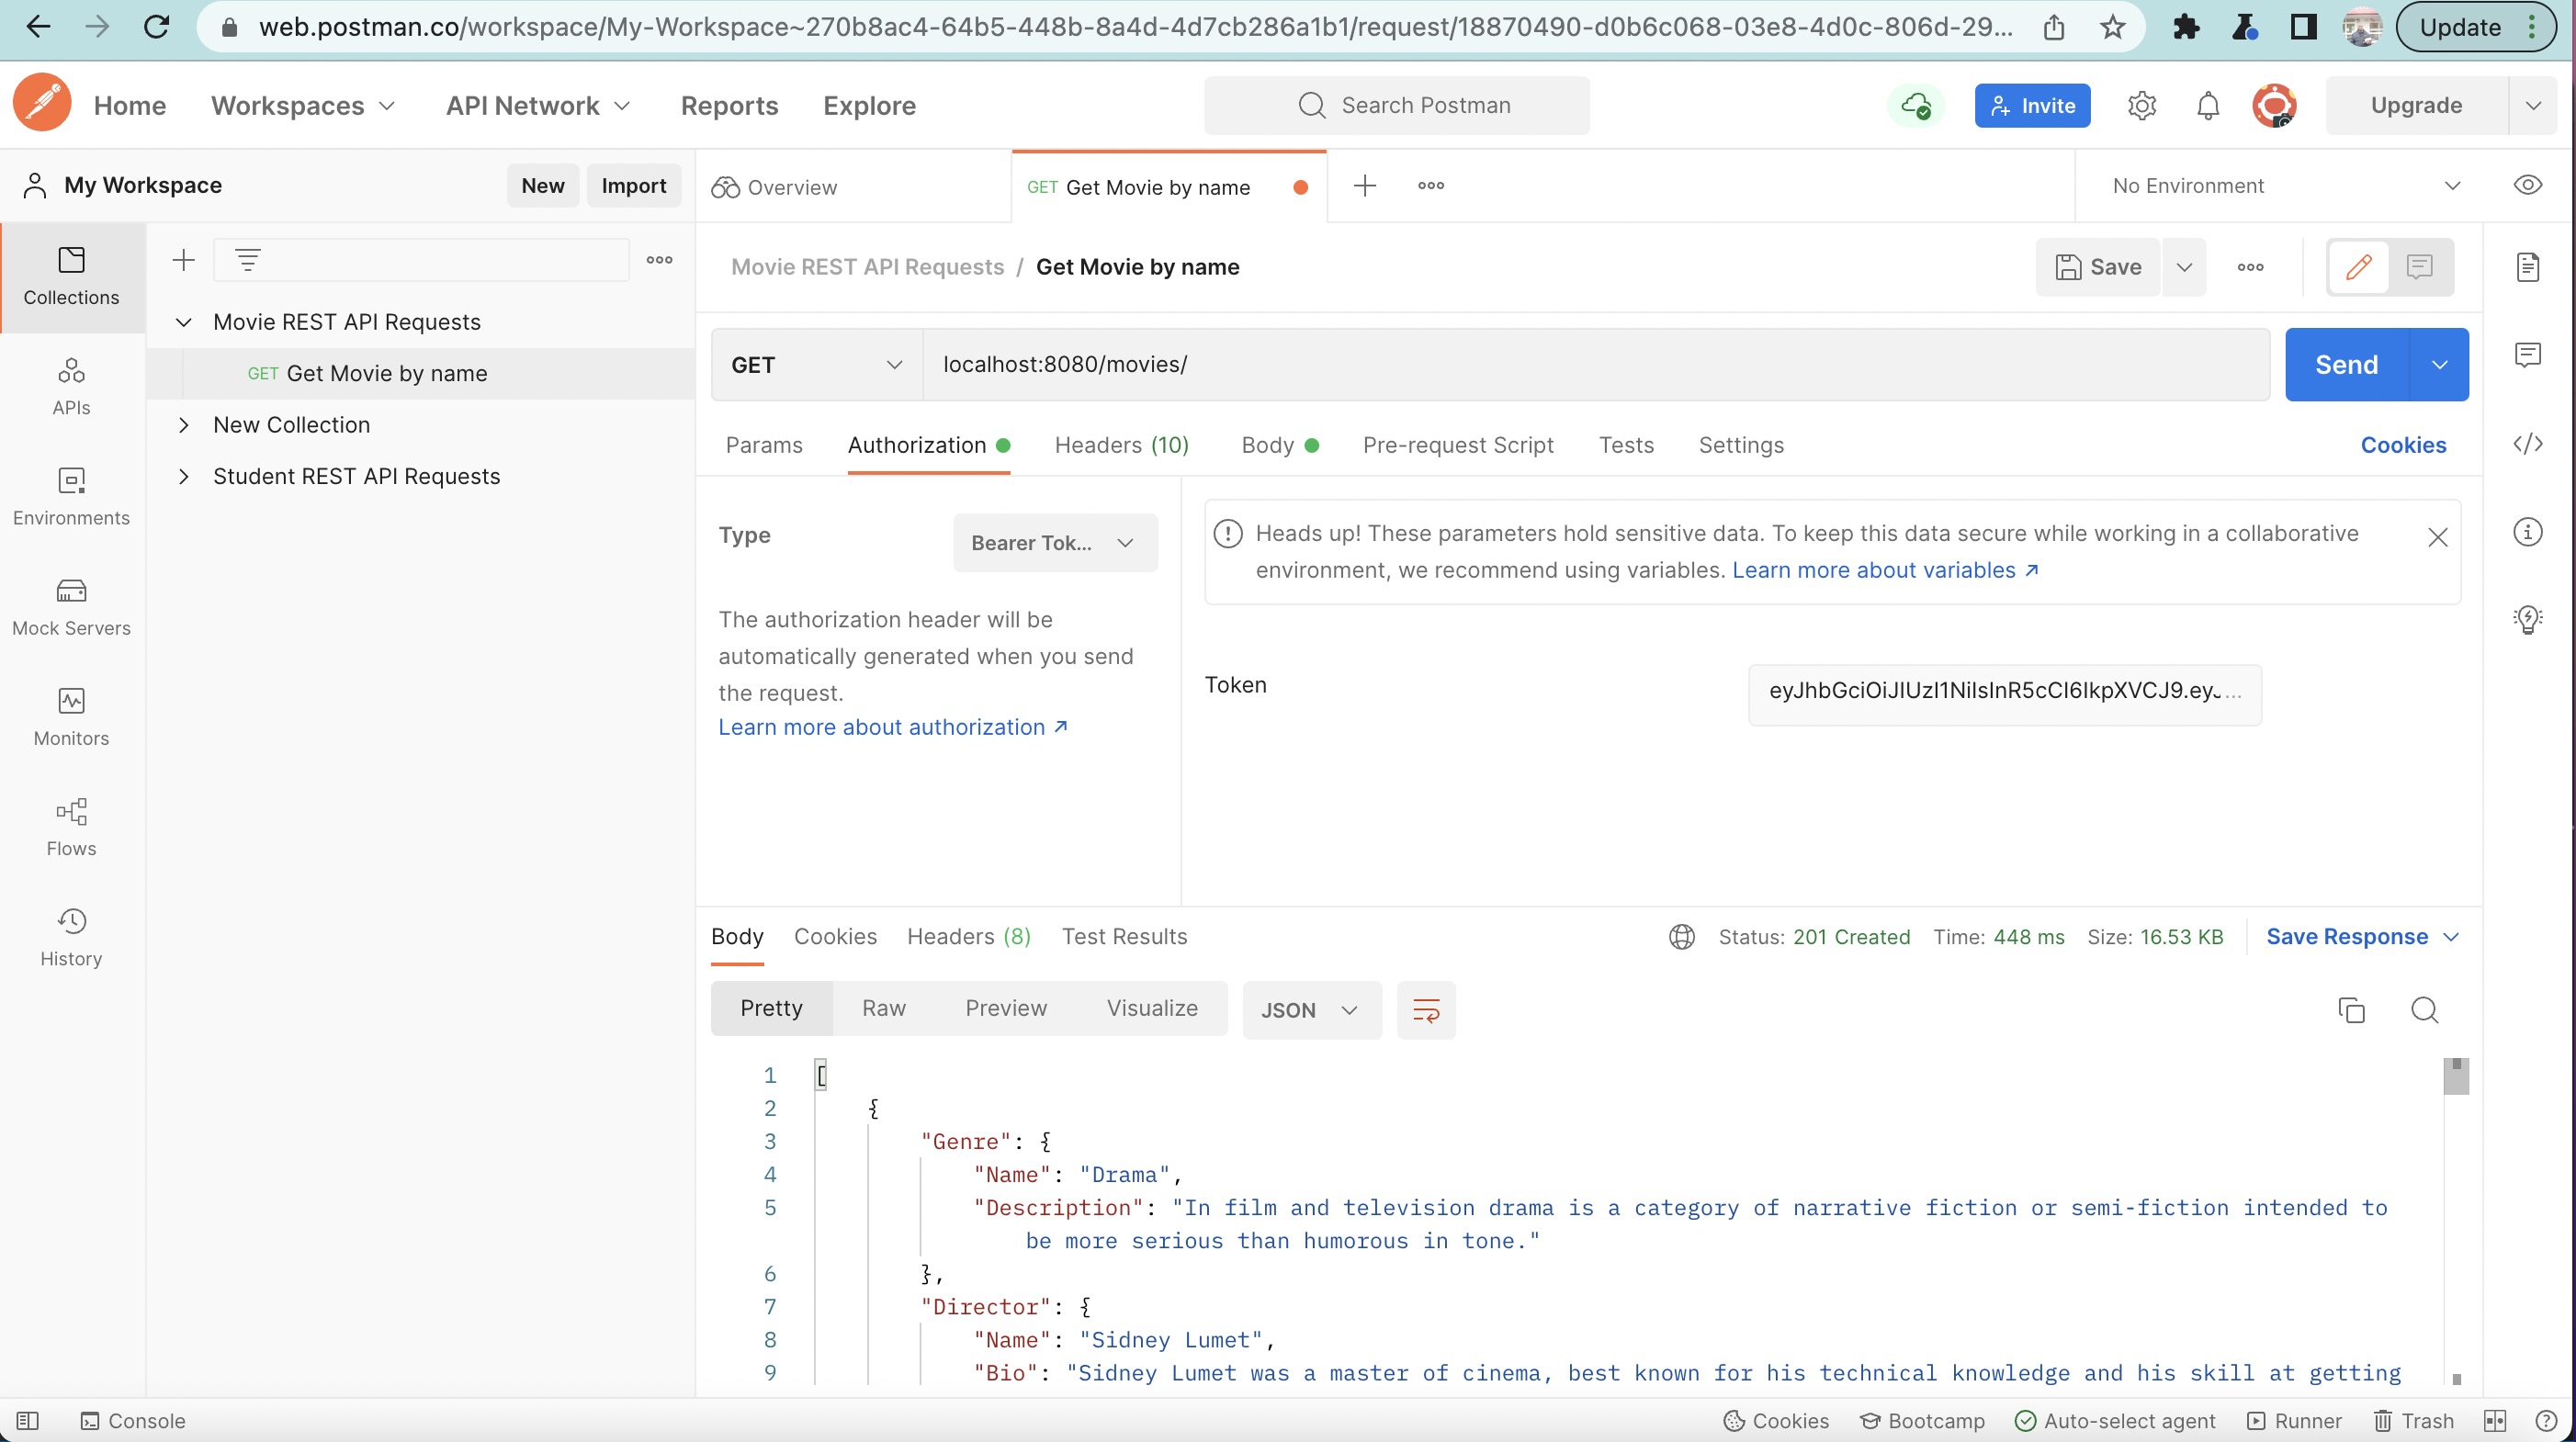 web.postman.co/workspace/My-Workspace~270b8ac4-64b5-448b-8a4d-4d7cb286a1b1/request/18870490-d0b6c068-03e8-4d0c-806d-29...
Update
Home
Workspaces
API Network
Reports
Explore
Search Postman
Invite
Upgrade
My Workspace
New
Import
Overview
GET Get Movie by name
No Environment
Collections
APIs
Environments
Mock Servers
Monitors
Flows
History
Movie REST API Requests
GET Get Movie by name
New Collection
Student REST API Requests
Movie REST API Requests / Get Movie by name
Save
GET
localhost:8080/movies/
Send
Params
Authorization
Headers (10)
Body
Pre-request Script
Tests
Settings
Cookies
Type
Bearer Tok...
The authorization header will be
automatically generated when you send
the request.
Learn more about authorization ↗
Heads up! These parameters hold sensitive data. To keep this data secure while working in a collaborative
environment, we recommend using variables. Learn more about variables ↗
Token
eyJhbGciOiJIUzI1NiIsInR5cCI6IkpXVCJ9.eyJ...
Body
Cookies
Headers (8)
Test Results
Status: 201 Created
Time: 448 ms
Size: 16.53 KB
Save Response
Pretty
Raw
Preview
Visualize
JSON
1 [
2 {
3 "Genre": {
4 "Name": "Drama",
5 "Description": "In film and television drama is a category of narrative fiction or semi-fiction intended to
be more serious than humorous in tone."
6 },
7 "Director": {
8 "Name": "Sidney Lumet",
9 "Bio": "Sidney Lumet was a master of cinema, best known for his technical knowledge and his skill at getting
Console
Cookies
Bootcamp
Auto-select agent
Runner
Trash